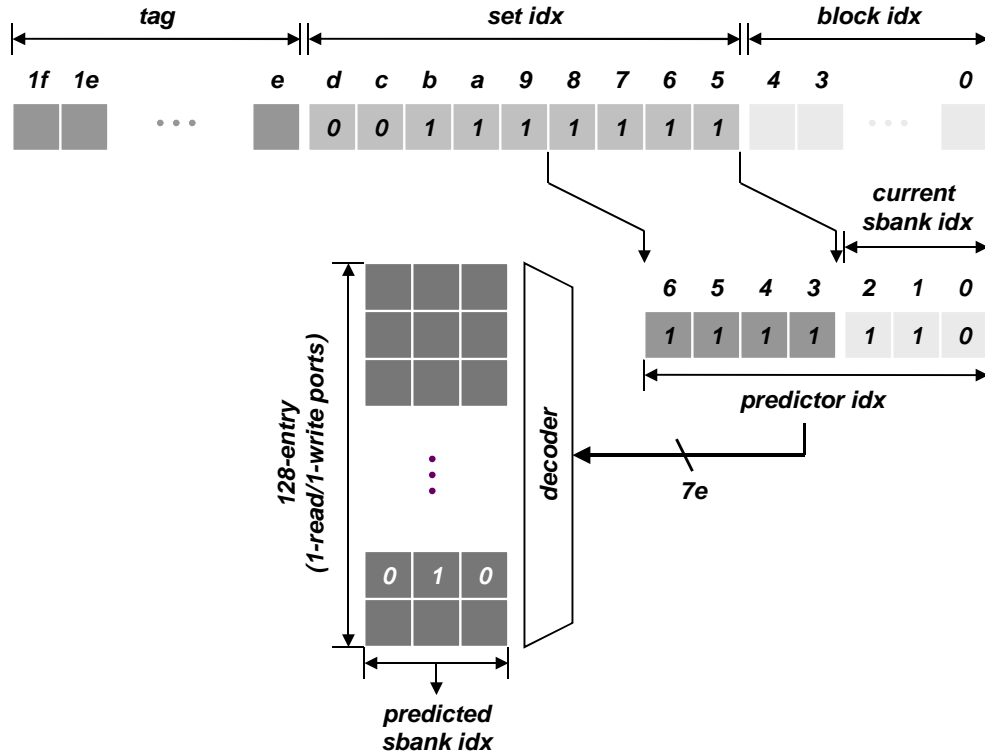 tag set idx block idx
1f 1e ... e d c b a 9 8 7 6 5 4 3 ... 0
0 0 1 1 1 1 1 1 1
current
sbank idx
6 5 4 3 2 1 0
1 1 1 1 1 1 0
predictor idx
128-entry
(1-read/1-write ports)
decoder
7e
0 1 0
predicted
sbank idx